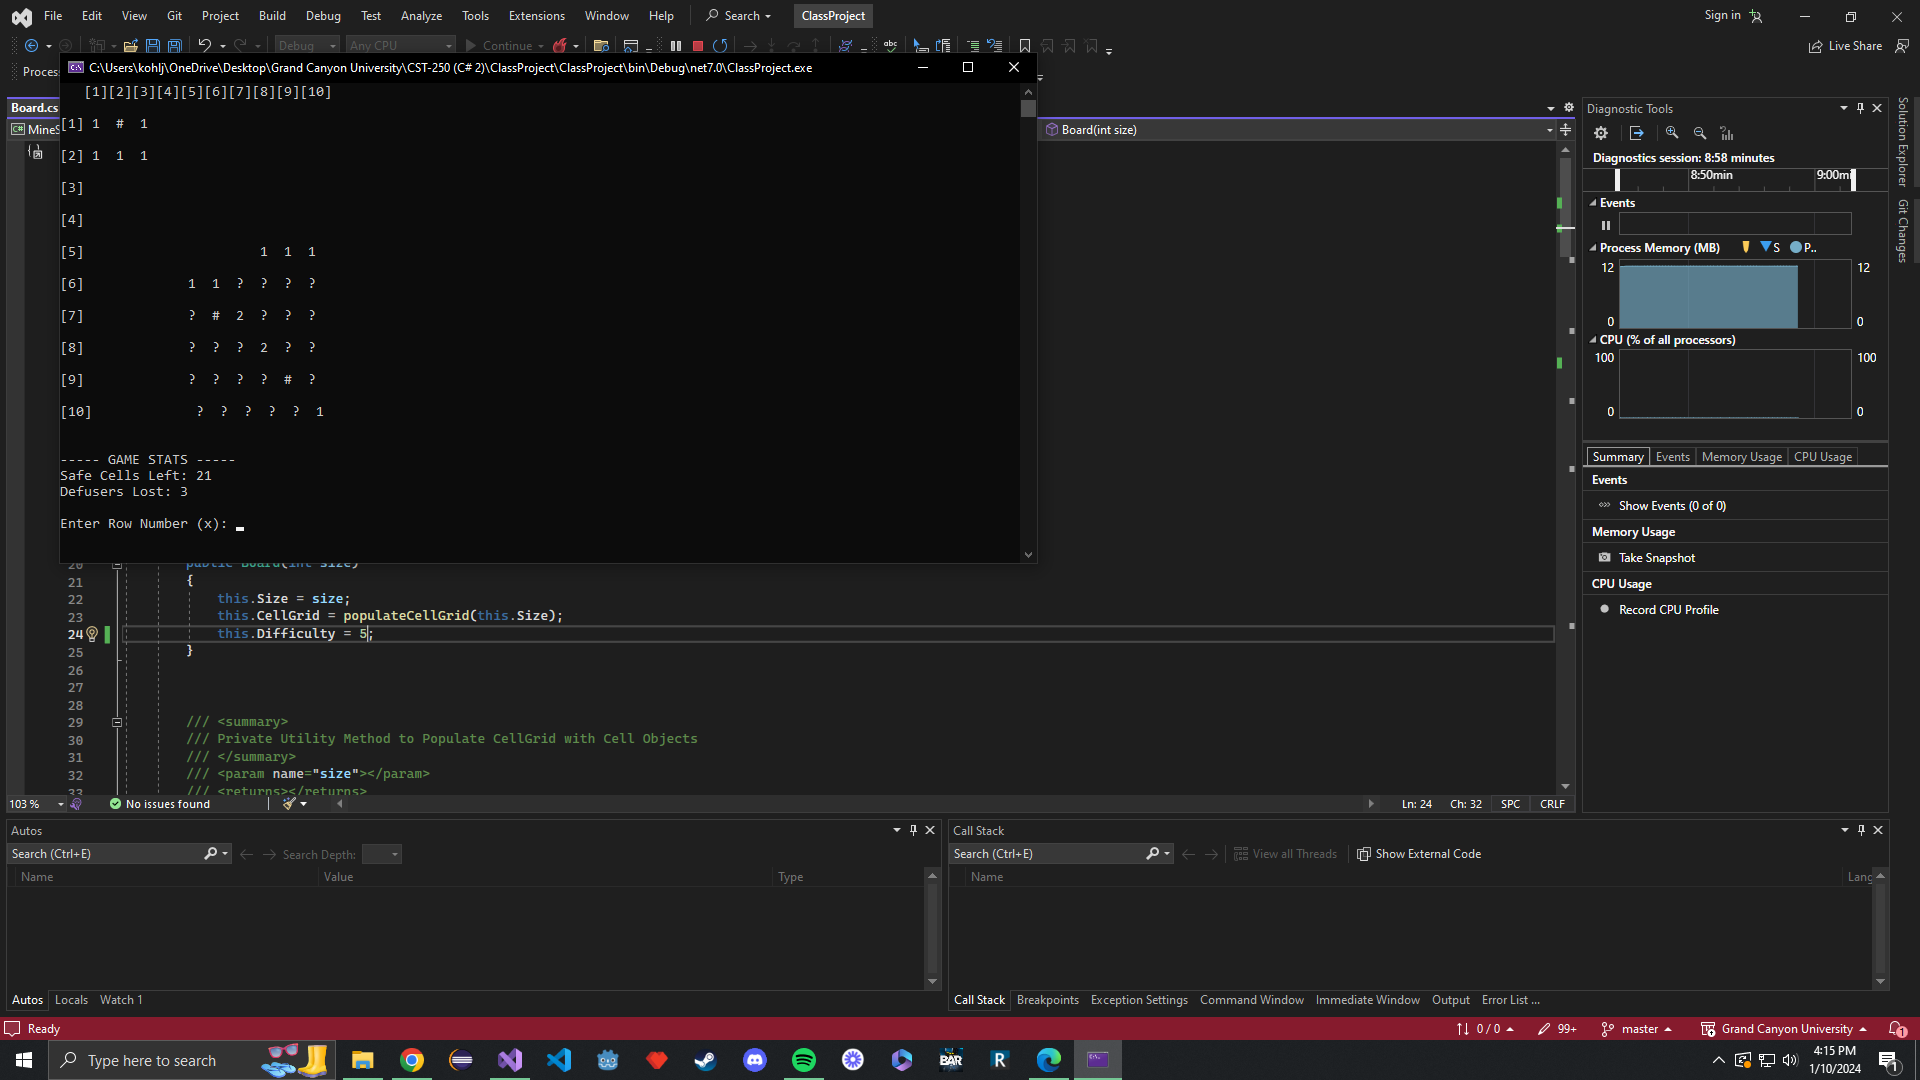 File Edit View Git Project Build Debug Test Analyze Tools Extensions Window Help Search ClassProject Sign in
Debug Any CPU Continue Live Share
Proces
C:\Users\kohlj\OneDrive\Desktop\Grand Canyon University\CST-250 (C# 2)\ClassProject\ClassProject\bin\Debug\net7.0\ClassProject.exe
[1][2][3][4][5][6][7][8][9][10]
[1] 1 # 1
[2] 1 1 1
[3]
[4]
[5] 1 1 1
[6] 1 1 ? ? ? ?
[7] ? # 2 ? ? ?
[8] ? ? ? 2 ? ?
[9] ? ? ? ? # ?
[10] ? ? ? ? ? 1
----- GAME STATS -----
Safe Cells Left: 21
Defusers Lost: 3
Enter Row Number (x):
Board.cs
C# MineS
Board(int size)
20 public Board(int size)
21 {
22 this.Size = size;
23 this.CellGrid = populateCellGrid(this.Size);
24 this.Difficulty = 5;
25 }
26
27
28
29 /// <summary>
30 /// Private Utility Method to Populate CellGrid with Cell Objects
31 /// </summary>
32 /// <param name="size"></param>
33 /// <returns></returns>
103 % No issues found Ln: 24 Ch: 32 SPC CRLF
Diagnostic Tools
Diagnostics session: 8:58 minutes
8:50min 9:00mi
Events
Process Memory (MB) S P..
12 12
0 0
CPU (% of all processors)
100 100
0 0
Summary Events Memory Usage CPU Usage
Events
Show Events (0 of 0)
Memory Usage
Take Snapshot
CPU Usage
Record CPU Profile
Solution Explorer
Git Changes
Autos
Search (Ctrl+E) Search Depth:
Name Value Type
Autos Locals Watch 1
Call Stack
Search (Ctrl+E) View all Threads Show External Code
Name Lang
Call Stack Breakpoints Exception Settings Command Window Immediate Window Output Error List ...
Ready 0 / 0 99+ master Grand Canyon University 1
Type here to search BAR R 4:15 PM
1/10/2024 1